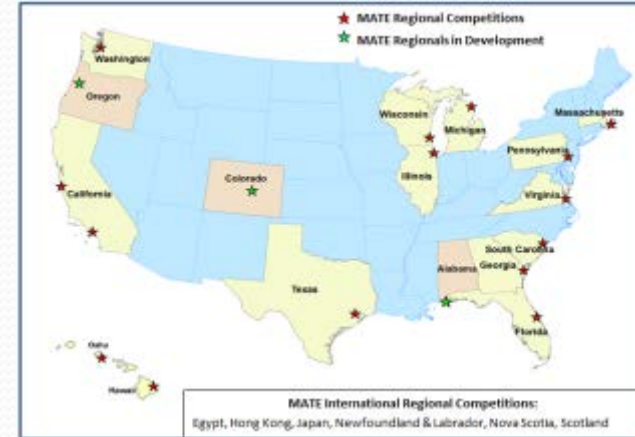 MATE Regional Competitions
MATE Regionals in Development
Washington
Oregon
California
Colorado
Texas
Wisconsin
Michigan
Illinois
Massachusetts
Pennsylvania
Virginia
South Carolina
Georgia
Alabama
Florida
Oahu
Hawaii
MATE International Regional Competitions:
Egypt, Hong Kong, Japan, Newfoundland & Labrador, Nova Scotia, Scotland